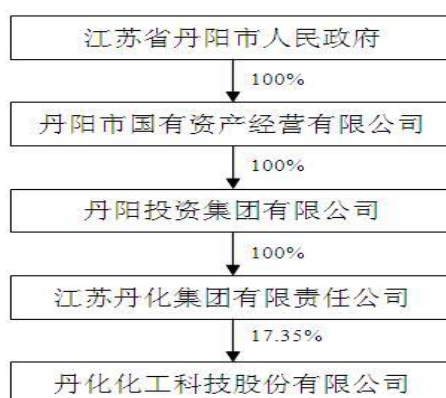 江苏省丹阳市人民政府
100%
丹阳市国有资产经营有限公司
100%
丹阳投资集团有限公司
100%
江苏丹化集团有限责任公司
17.35%
丹化化工科技股份有限公司